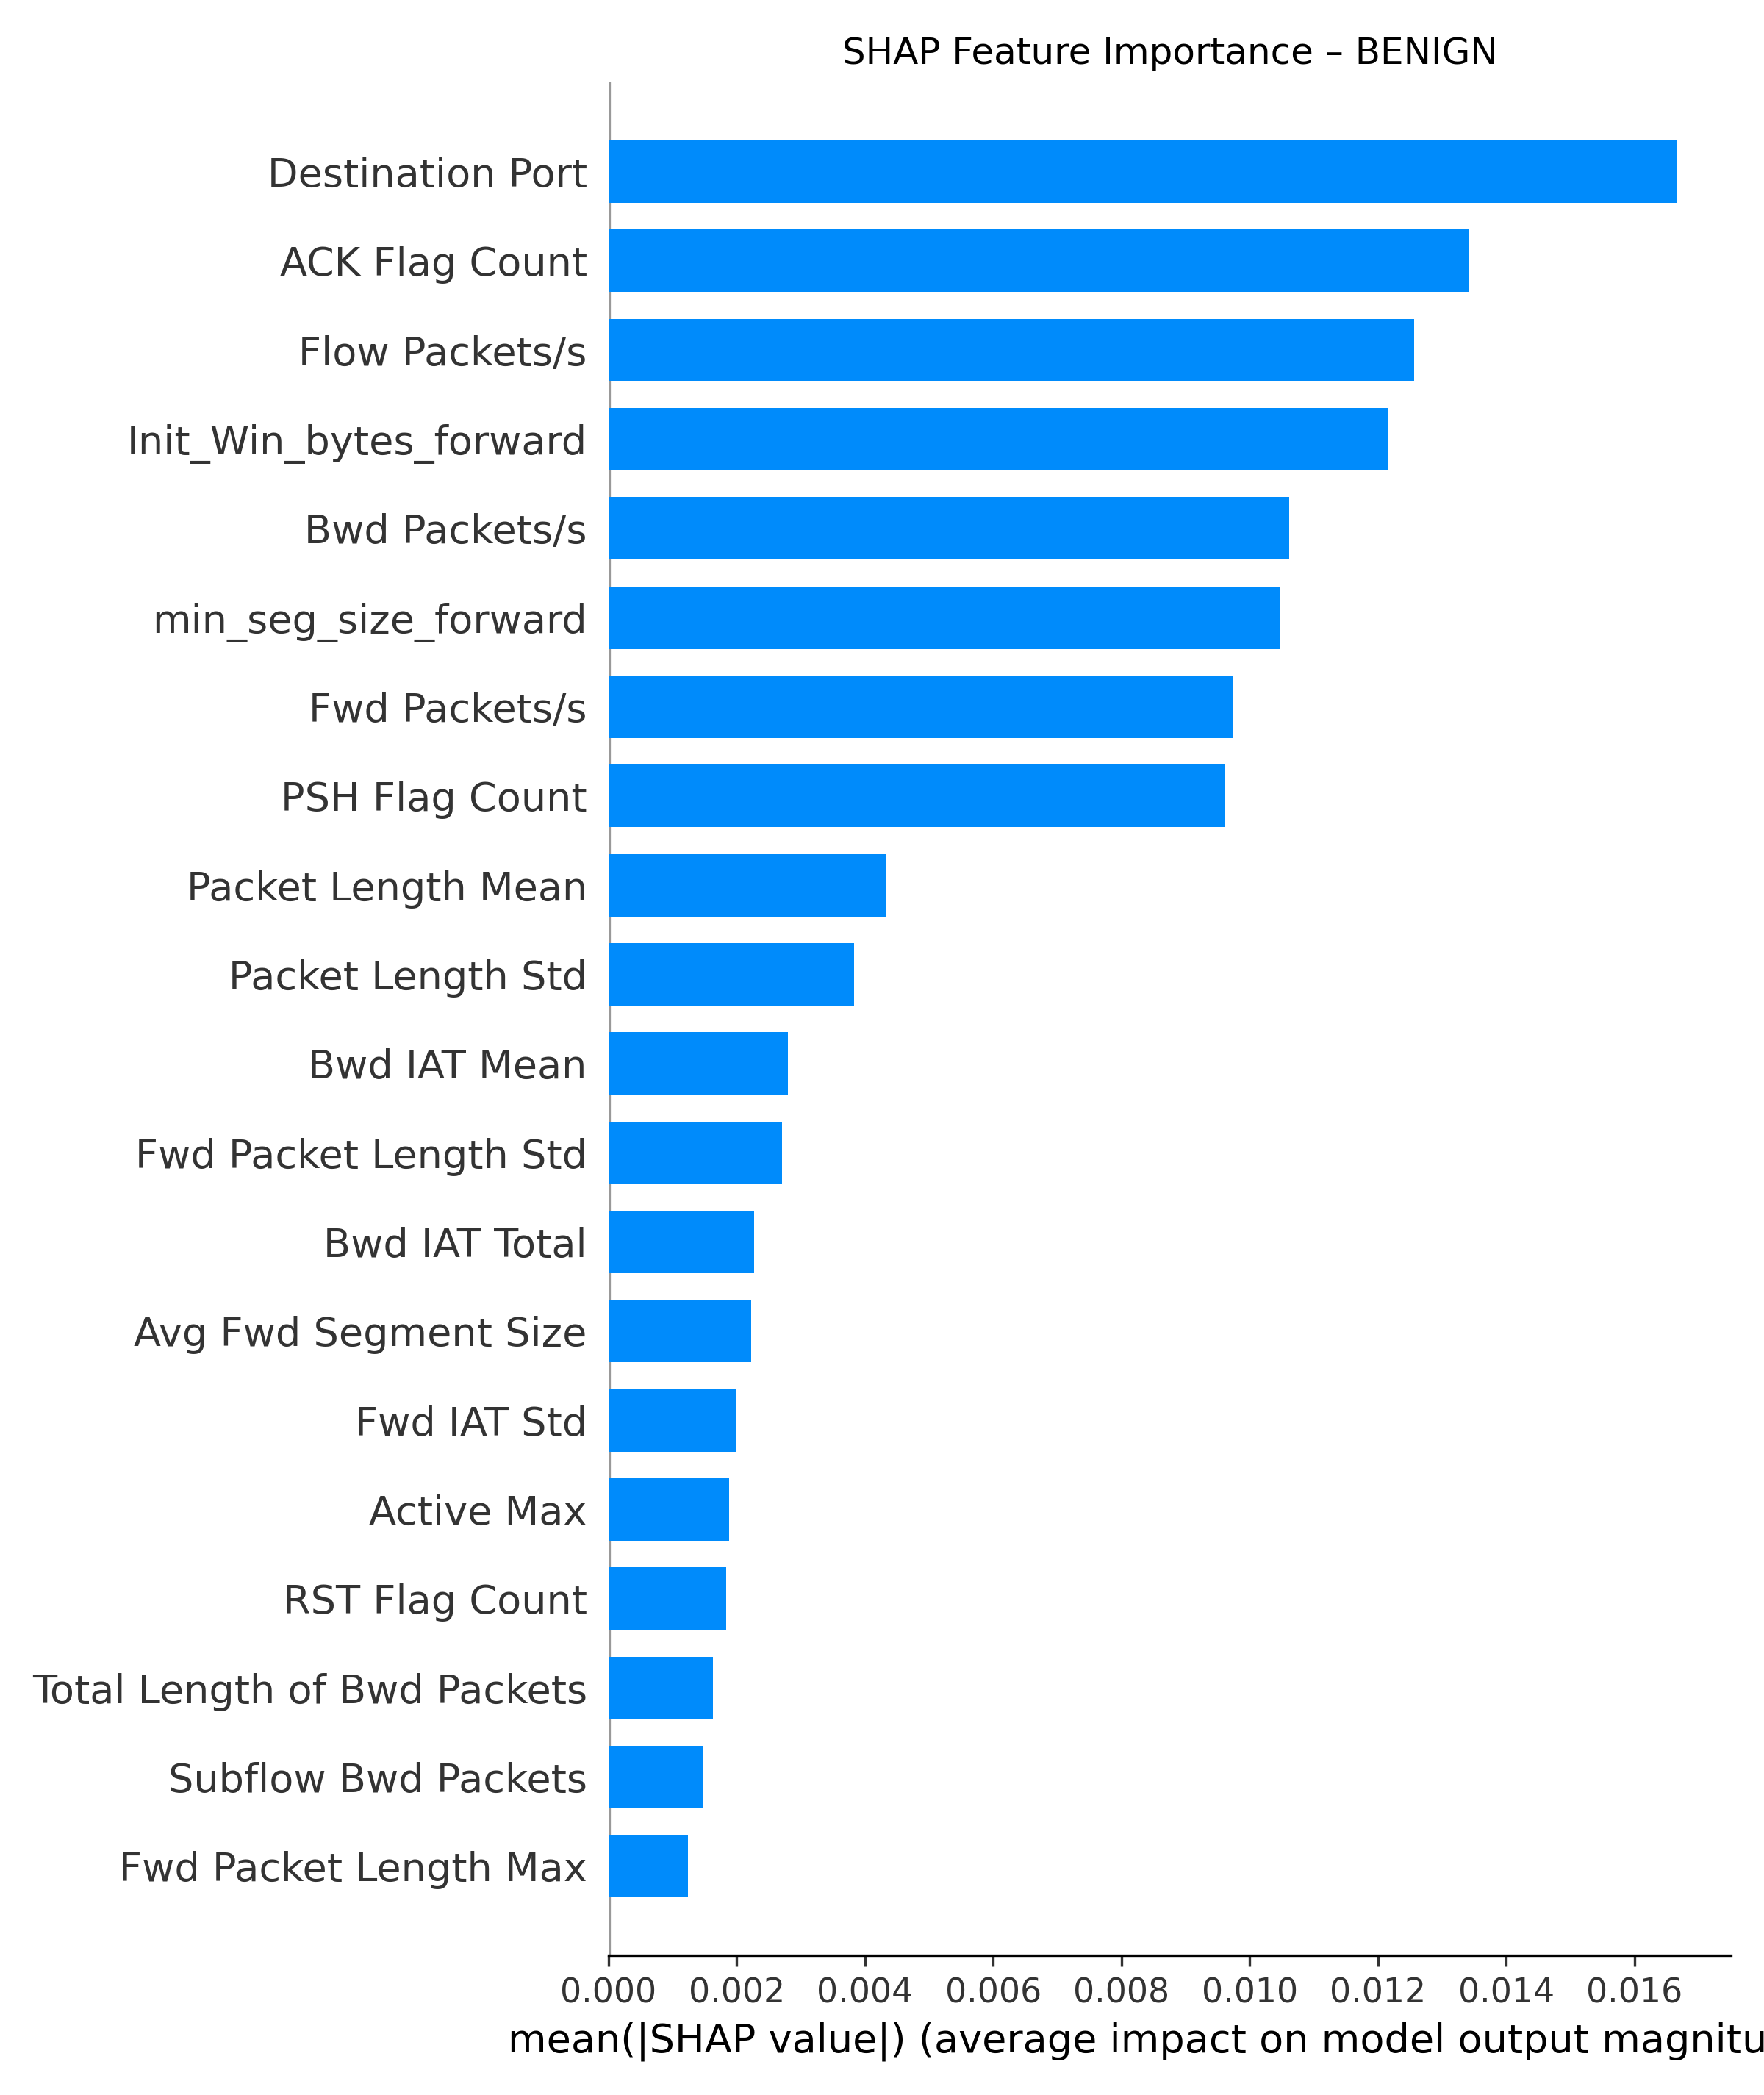 SHAP Feature Importance – BENIGN
Destination Port
ACK Flag Count
Flow Packets/s
Init_Win_bytes_forward
Bwd Packets/s
min_seg_size_forward
Fwd Packets/s
PSH Flag Count
Packet Length Mean
Packet Length Std
Bwd IAT Mean
Fwd Packet Length Std
Bwd IAT Total
Avg Fwd Segment Size
Fwd IAT Std
Active Max
RST Flag Count
Total Length of Bwd Packets
Subflow Bwd Packets
Fwd Packet Length Max
0.000 0.002 0.004 0.006 0.008 0.010 0.012 0.014 0.016
mean(|SHAP value|) (average impact on model output magnitu